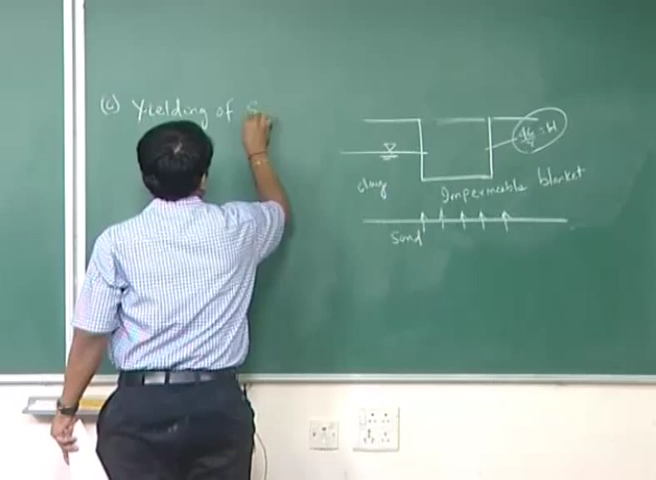 (c) Yielding of S
clay
Impermeable blanket
Sand